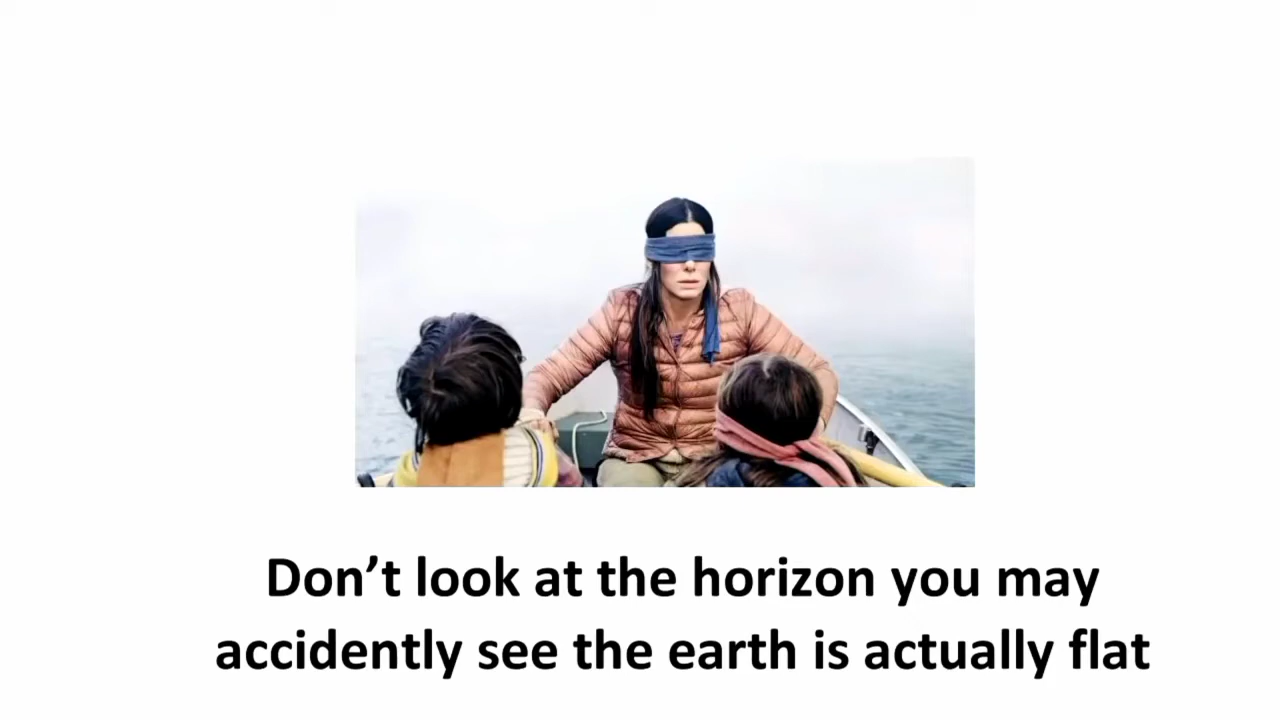 Don’t look at the horizon you may
accidently see the earth is actually flat